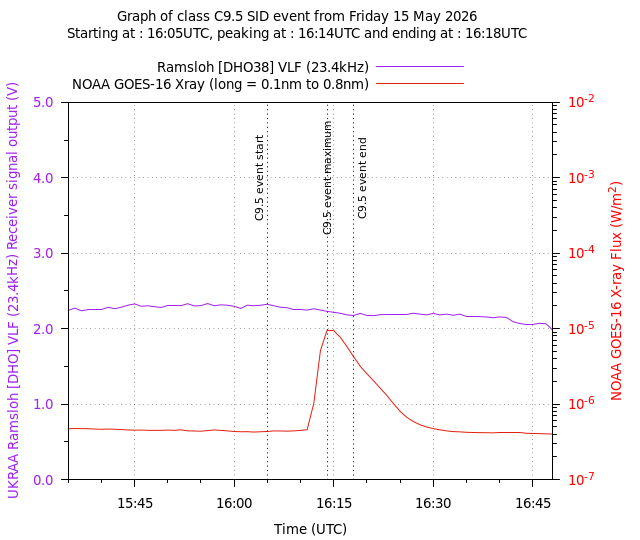 Graph of class C9.5 SID event from Friday 15 May 2026
Starting at : 16:05UTC, peaking at : 16:14UTC and ending at : 16:18UTC
Ramsloh [DHO38] VLF (23.4kHz)
NOAA GOES-16 Xray (long = 0.1nm to 0.8nm)
UKRAA Ramsloh [DHO] VLF (23.4kHz) Receiver signal output (V)
5.0
4.0
3.0
2.0
1.0
0.0
C9.5 event start
C9.5 event maximum
C9.5 event end
10⁻²
10⁻³
10⁻⁴
10⁻⁵
10⁻⁶
10⁻⁷
NOAA GOES-16 X-ray Flux (W/m²)
15:45 16:00 16:15 16:30 16:45
Time (UTC)